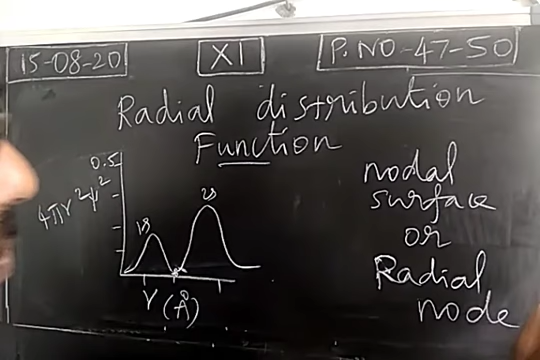 15-08-20
XI
P.NO-47-50
Radial distribution
Function
0.5
4πr²ψ²
1s
2s
r (Å)
nodal
surface
or
Radial
node